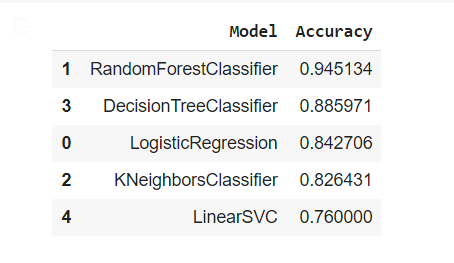 Model Accuracy
1 RandomForestClassifier 0.945134
3 DecisionTreeClassifier 0.885971
0 LogisticRegression 0.842706
2 KNeighborsClassifier 0.826431
4 LinearSVC 0.760000